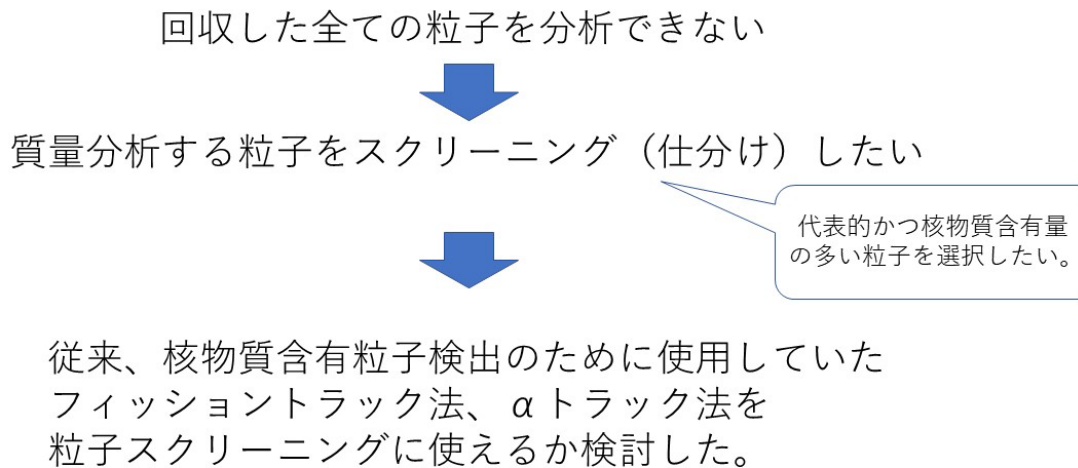 回収した全ての粒子を分析できない
質量分析する粒子をスクリーニング（仕分け）したい
代表的かつ核物質含有量
の多い粒子を選択したい。
従来、核物質含有粒子検出のために使用していた
フィッショントラック法、αトラック法を
粒子スクリーニングに使えるか検討した。